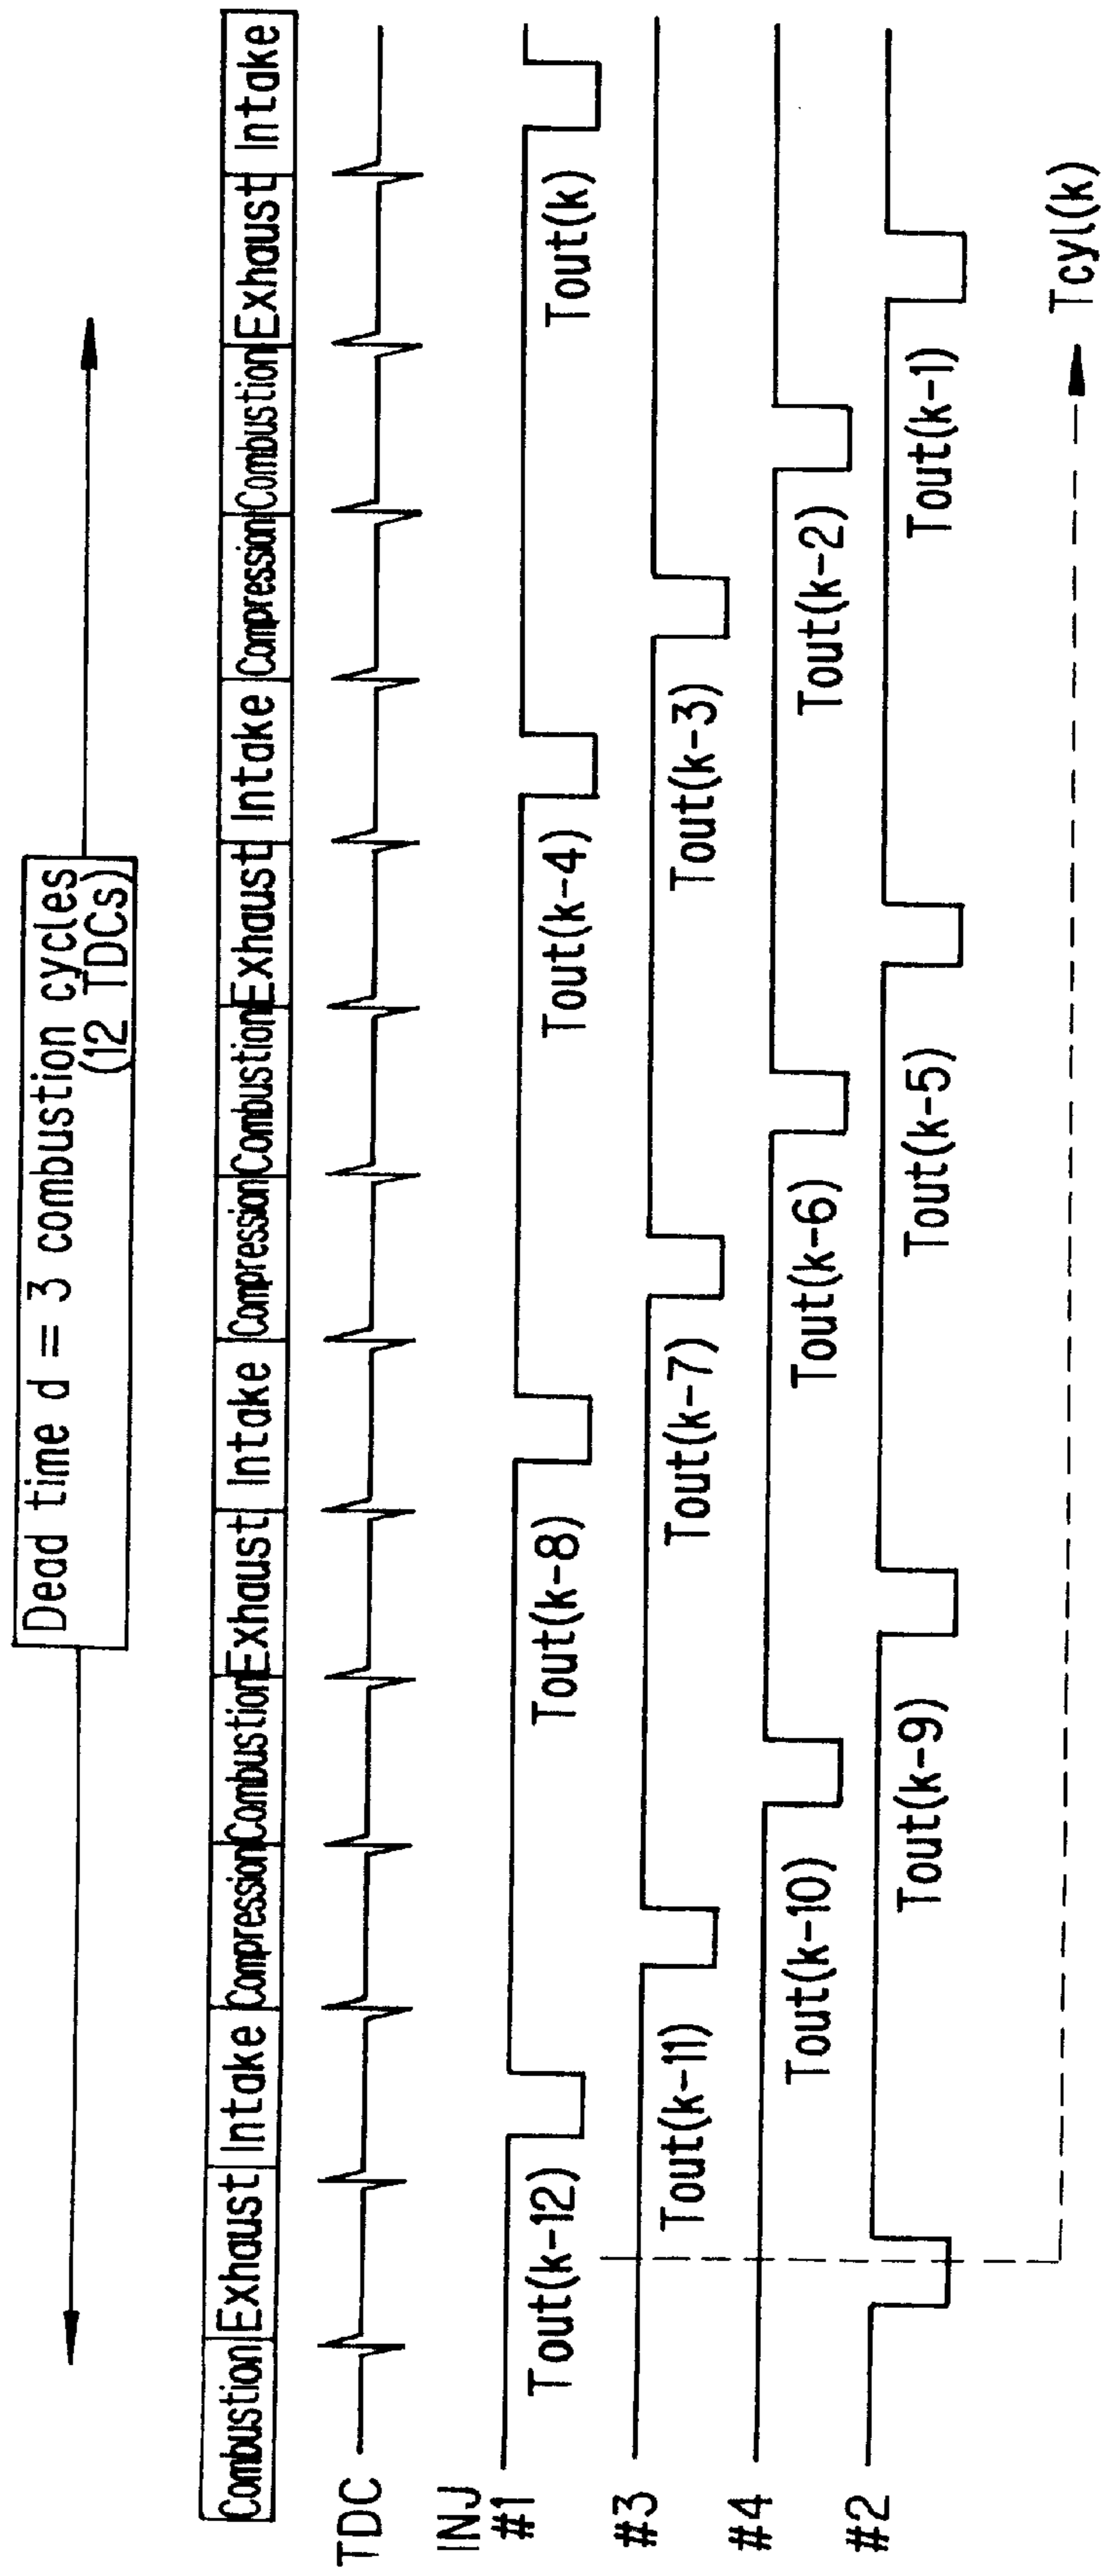 Dead time d = 3 combustion cycles
(12 TDCs)
Combustion Exhaust Intake Compression Combustion Exhaust Intake Compression Combustion Exhaust Intake Compression Combustion Exhaust Intake
TDC
INJ
#1
Tout(k-12) Tout(k-8) Tout(k-4) Tout(k)
#3
Tout(k-11) Tout(k-7) Tout(k-3)
#4
Tout(k-10) Tout(k-6) Tout(k-2)
#2
Tout(k-9) Tout(k-5) Tout(k-1)
Tcyl(k)